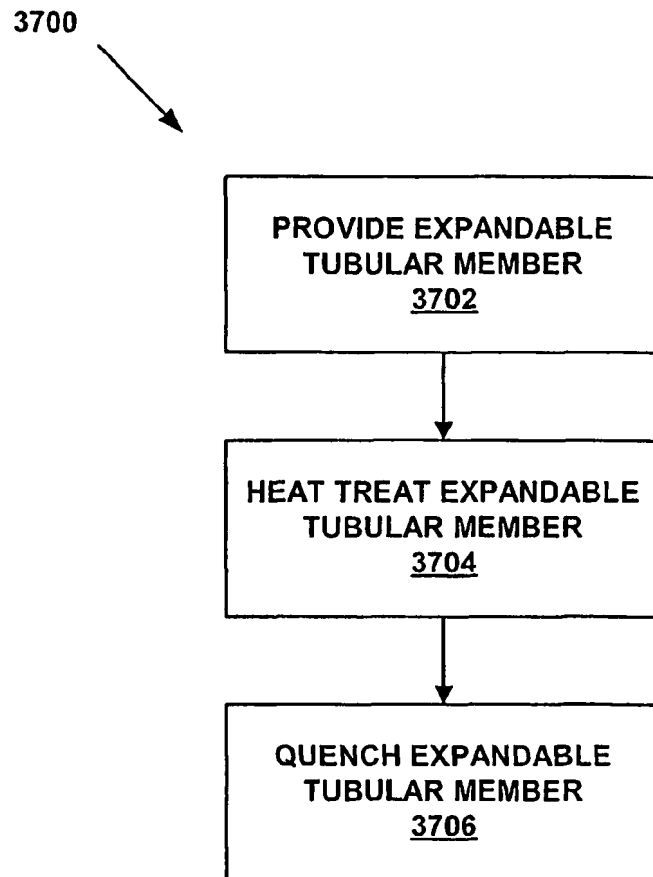 3700
PROVIDE EXPANDABLE
TUBULAR MEMBER
3702
HEAT TREAT EXPANDABLE
TUBULAR MEMBER
3704
QUENCH EXPANDABLE
TUBULAR MEMBER
3706